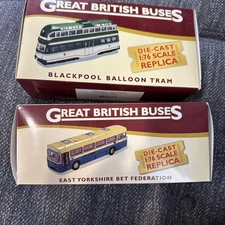 GREAT BRITISH BUSES
DIE-CAST
1:76 SCALE
REPLICA
BLACKPOOL BALLOON TRAM
GREAT BRITISH BUSES
DIE-CAST
1:76 SCALE
REPLICA
EAST YORKSHIRE BET FEDERATION